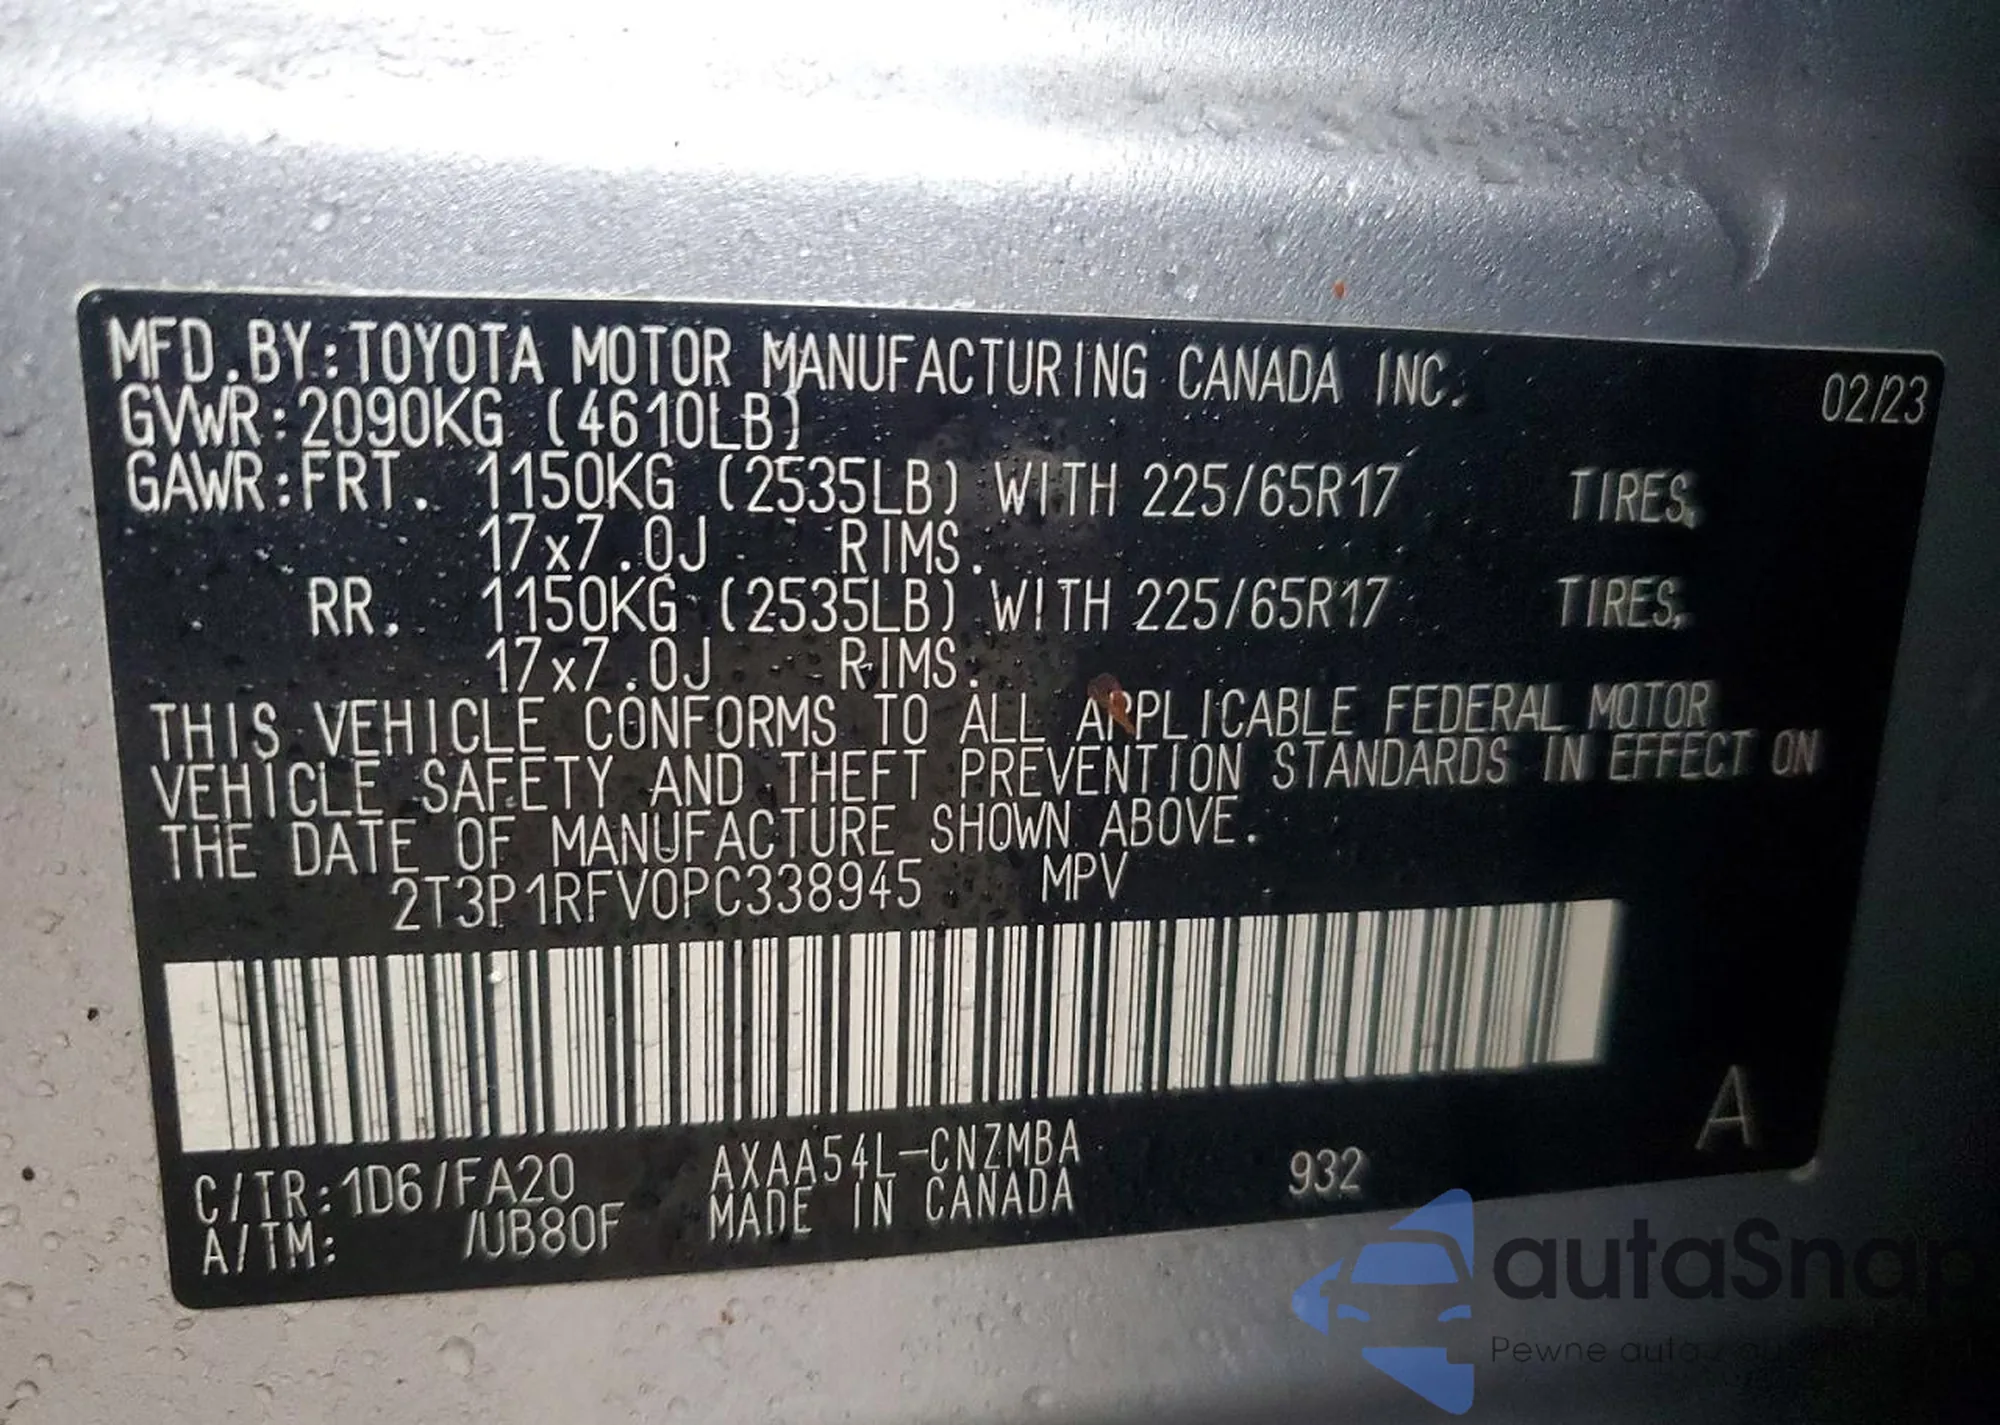 MFD.BY:TOYOTA MOTOR MANUFACTURING CANADA INC. 02/23
GVWR:2090KG (4610LB)
GAWR:FRT. 1150KG (2535LB) WITH 225/65R17 TIRES,
17x7.0J RIMS.
RR. 1150KG (2535LB) WITH 225/65R17 TIRES,
17x7.0J RIMS.
THIS VEHICLE CONFORMS TO ALL APPLICABLE FEDERAL MOTOR
VEHICLE SAFETY AND THEFT PREVENTION STANDARDS IN EFFECT ON
THE DATE OF MANUFACTURE SHOWN ABOVE.
2T3P1RFV0PC338945 MPV
A
C/TR:1D6/FA20 AXAA54L-CNZMBA 932
A/TM: /UB80F MADE IN CANADA
autaSnap
Pewne auta z